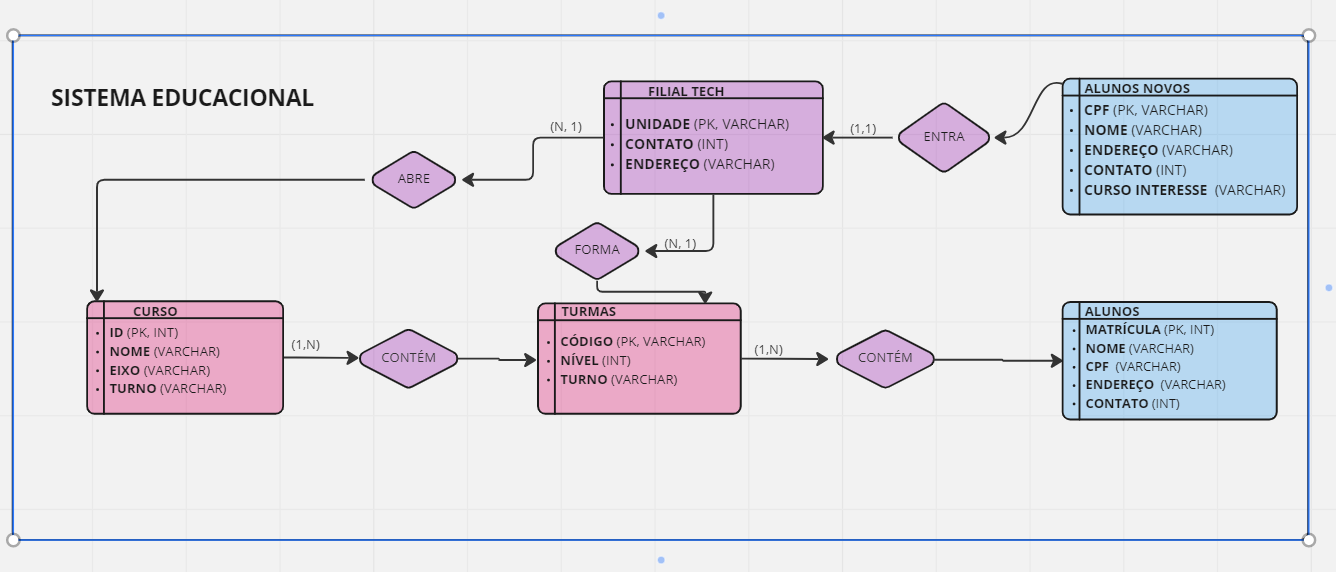 SISTEMA EDUCACIONAL
FILIAL TECH
UNIDADE (PK, VARCHAR)
CONTATO (INT)
ENDEREÇO (VARCHAR)
(1,1)
ENTRA
ALUNOS NOVOS
CPF (PK, VARCHAR)
NOME (VARCHAR)
ENDEREÇO (VARCHAR)
CONTATO (INT)
CURSO INTERESSE (VARCHAR)
(N, 1)
ABRE
FORMA
(N, 1)
CURSO
ID (PK, INT)
NOME (VARCHAR)
EIXO (VARCHAR)
TURNO (VARCHAR)
(1,N)
CONTÉM
TURMAS
CÓDIGO (PK, VARCHAR)
NÍVEL (INT)
TURNO (VARCHAR)
(1,N)
CONTÉM
ALUNOS
MATRÍCULA (PK, INT)
NOME (VARCHAR)
CPF (VARCHAR)
ENDEREÇO (VARCHAR)
CONTATO (INT)